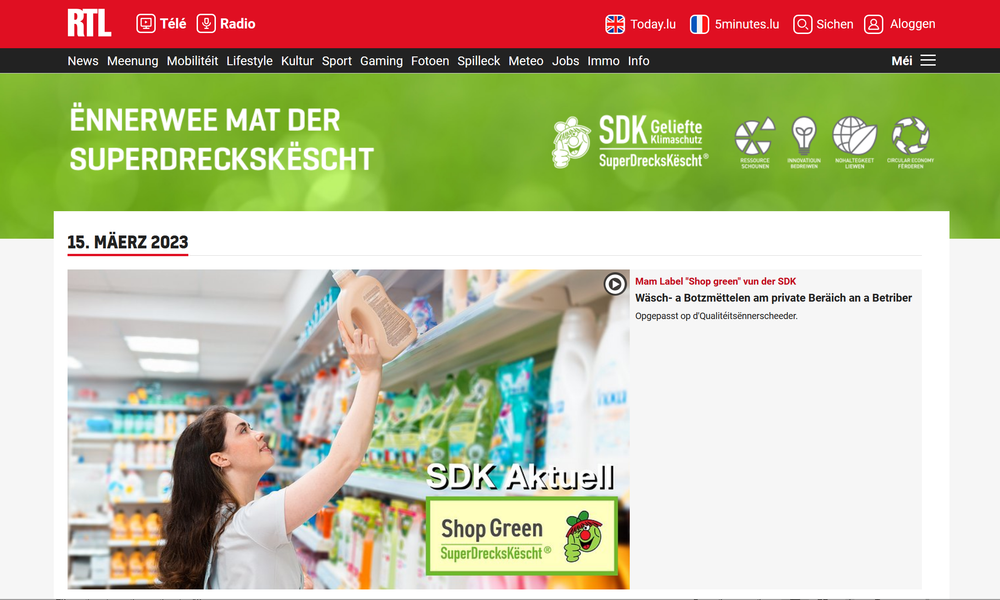 RTL
Télé Radio
Today.lu 5minutes.lu Sichen Aloggen
News Meenung Mobilitéit Lifestyle Kultur Sport Gaming Fotoen Spilleck Meteo Jobs Immo Info
Méi
ËNNERWEE MAT DER
SUPERDRECKSKËSCHT
SDK Geliefte
Klimaschutz
SuperDrecksKëscht®
RESSOURCE
SCHOUNEN
INNOVATIOUN
BEDREIWEN
NOHALTEGKEET
LIEWEN
CIRCULAR ECONOMY
FËRDEREN
15. MÄERZ 2023
Mam Label "Shop green" vun der SDK
Wäsch- a Botzmëttelen am private Beräich an a Betriber
Opgepasst op d'Qualitéitsënnerscheeder.
SDK Aktuell
Shop Green
SuperDrecksKëscht®